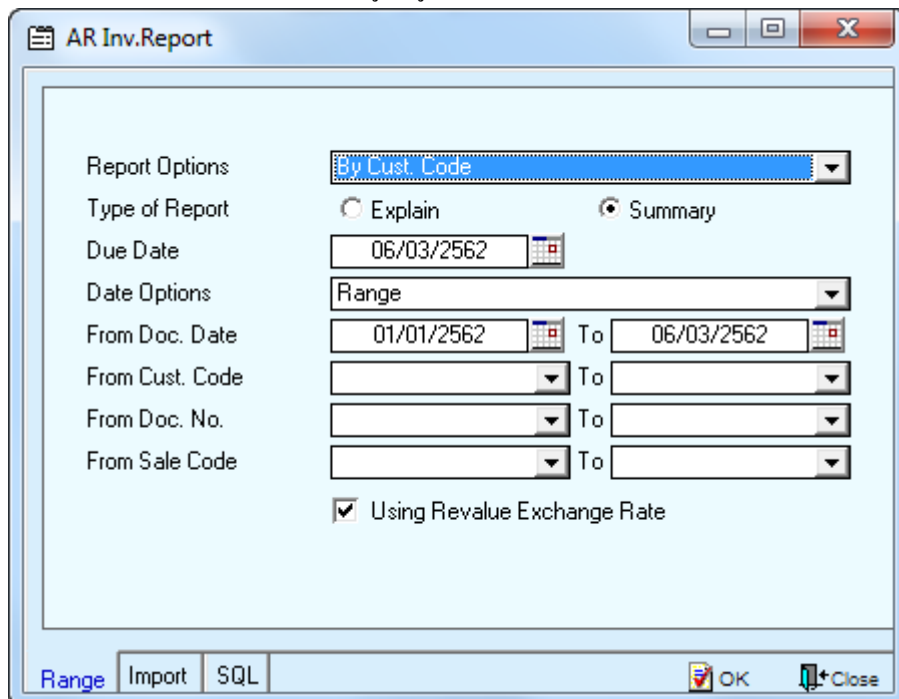 AR Inv.Report
Report Options By Cust. Code
Type of Report Explain Summary
Due Date 06/03/2562
Date Options Range
From Doc. Date 01/01/2562 To 06/03/2562
From Cust. Code To
From Doc. No. To
From Sale Code To
Using Revalue Exchange Rate
Range Import SQL OK Close